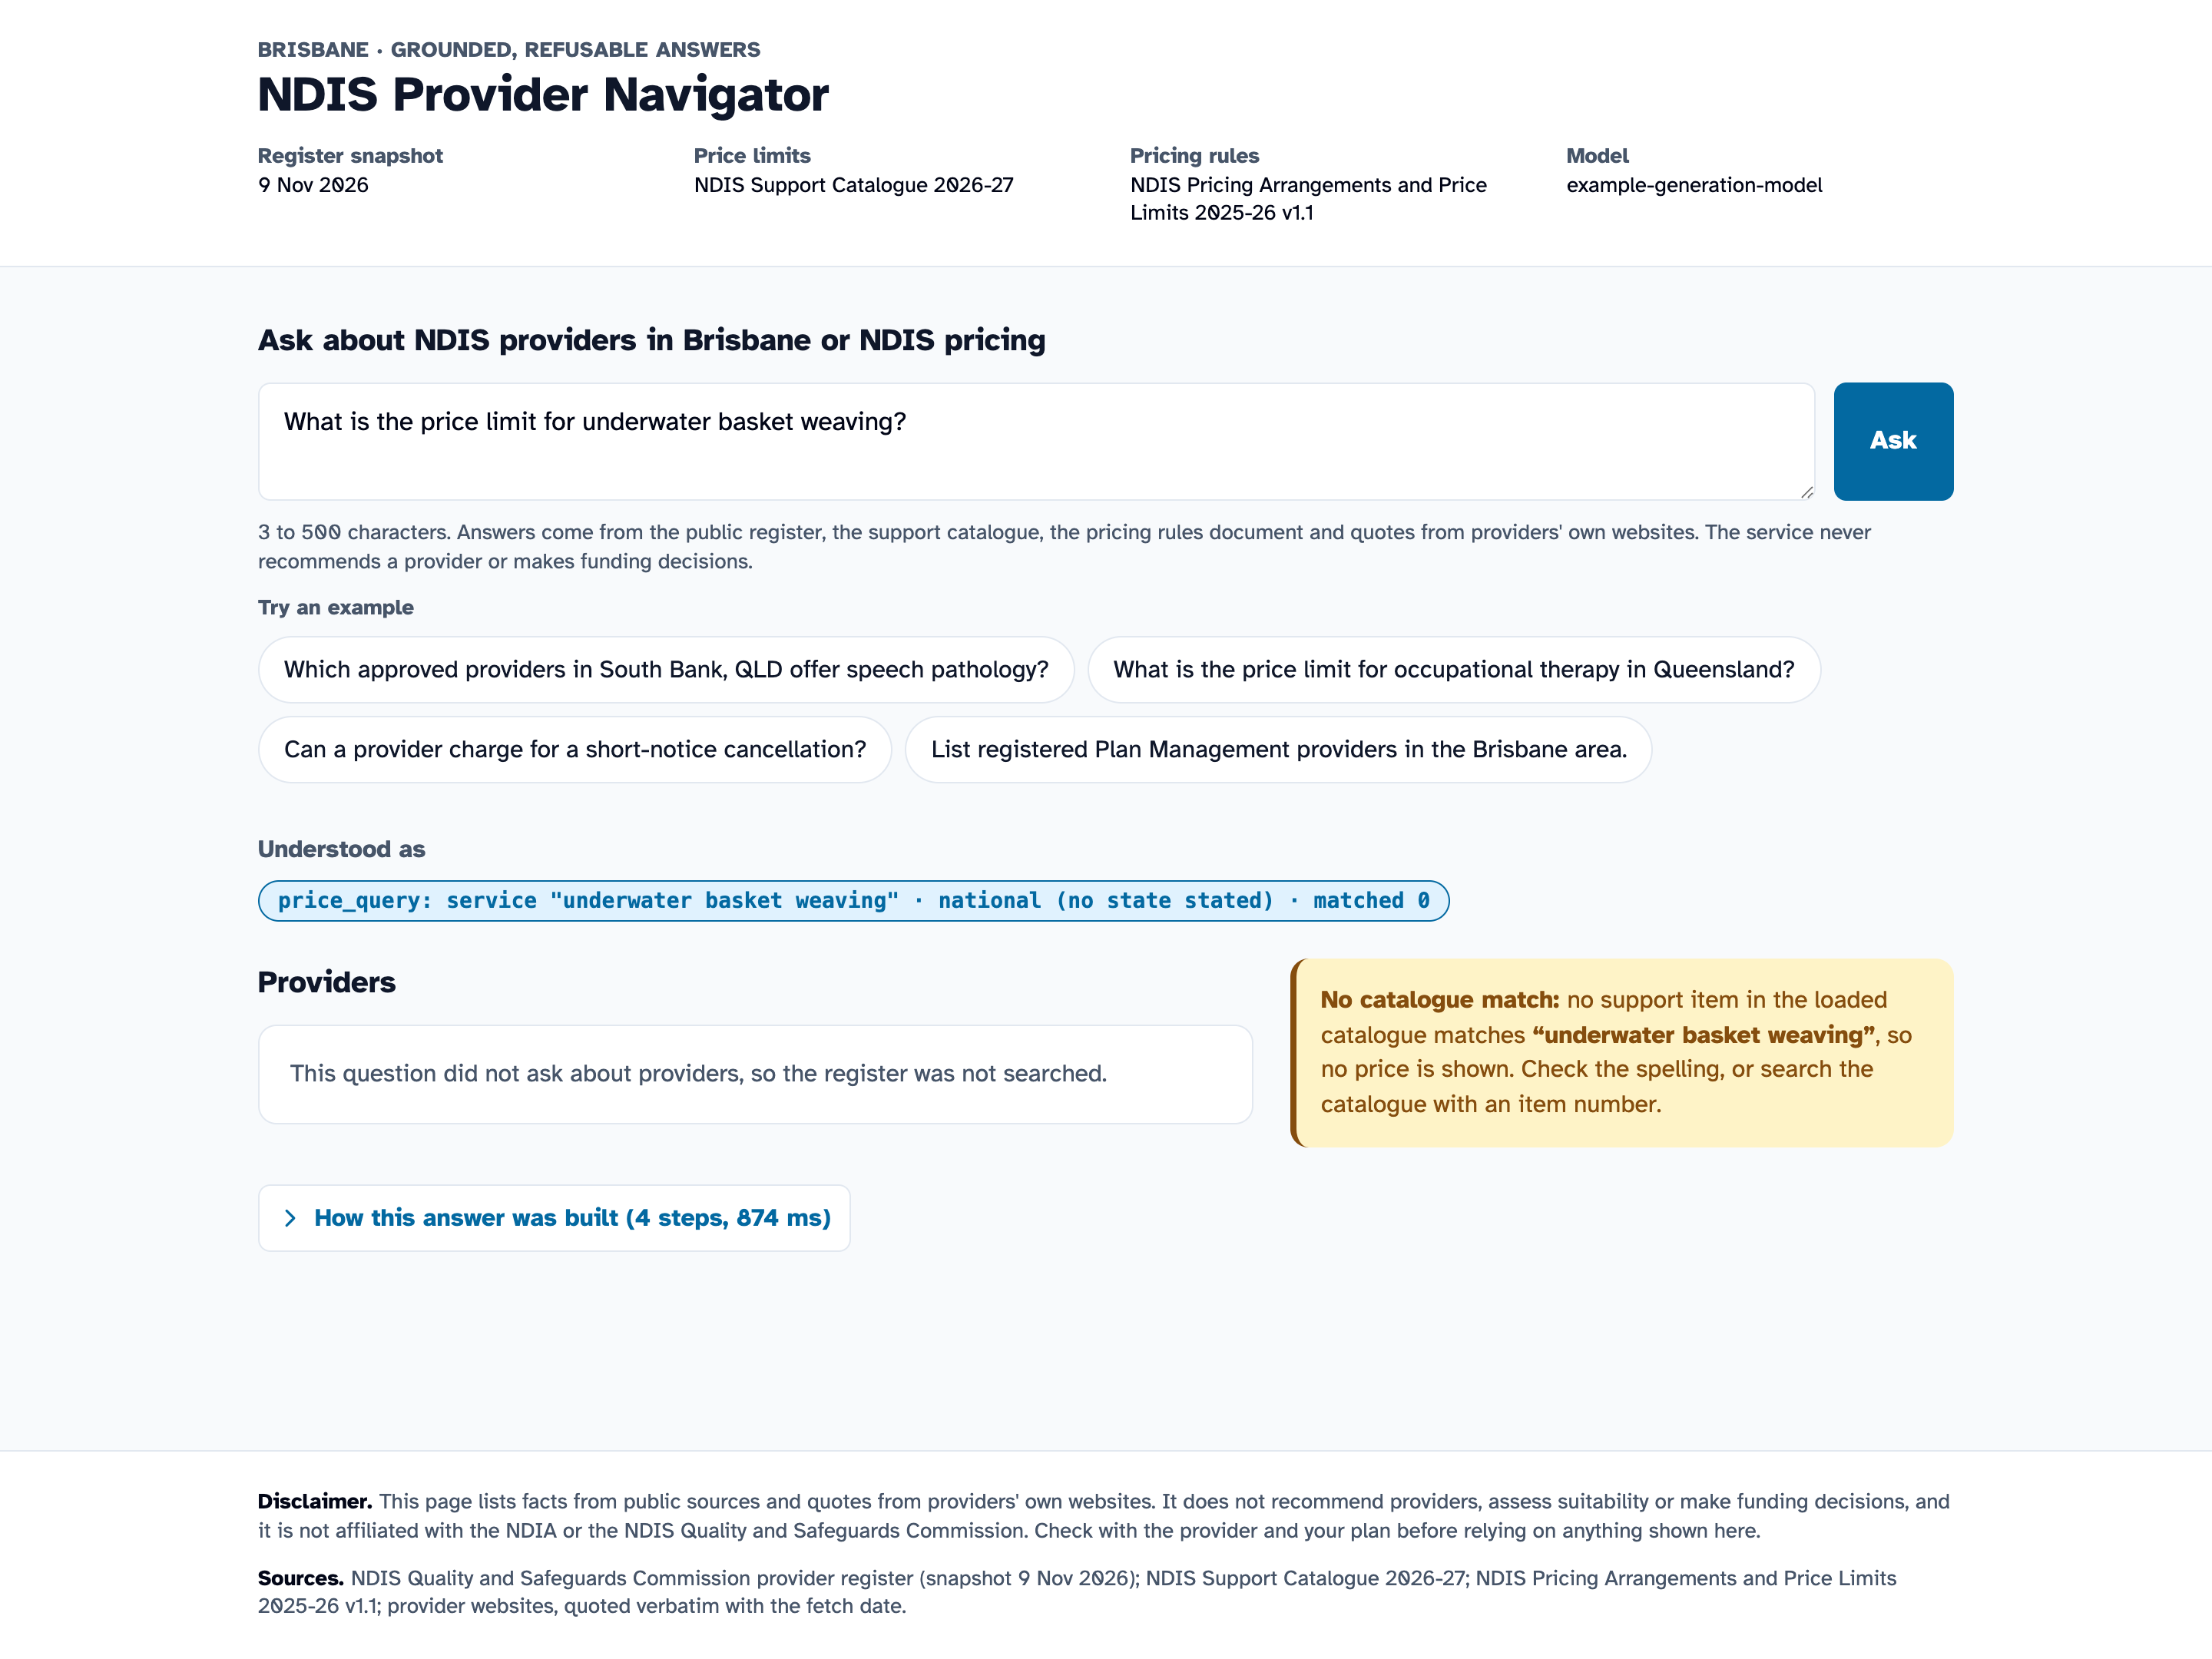 BRISBANE · GROUNDED, REFUSABLE ANSWERS
NDIS Provider Navigator
Register snapshot
9 Nov 2026
Price limits
NDIS Support Catalogue 2026-27
Pricing rules
NDIS Pricing Arrangements and Price
Limits 2025-26 v1.1
Model
example-generation-model
Ask about NDIS providers in Brisbane or NDIS pricing
What is the price limit for underwater basket weaving?
Ask
3 to 500 characters. Answers come from the public register, the support catalogue, the pricing rules document and quotes from providers' own websites. The service never
recommends a provider or makes funding decisions.
Try an example
Which approved providers in South Bank, QLD offer speech pathology?
What is the price limit for occupational therapy in Queensland?
Can a provider charge for a short-notice cancellation?
List registered Plan Management providers in the Brisbane area.
Understood as
price_query: service "underwater basket weaving" · national (no state stated) · matched 0
Providers
This question did not ask about providers, so the register was not searched.
No catalogue match: no support item in the loaded
catalogue matches “underwater basket weaving”, so
no price is shown. Check the spelling, or search the
catalogue with an item number.
How this answer was built (4 steps, 874 ms)
Disclaimer. This page lists facts from public sources and quotes from providers' own websites. It does not recommend providers, assess suitability or make funding decisions, and
it is not affiliated with the NDIA or the NDIS Quality and Safeguards Commission. Check with the provider and your plan before relying on anything shown here.
Sources. NDIS Quality and Safeguards Commission provider register (snapshot 9 Nov 2026); NDIS Support Catalogue 2026-27; NDIS Pricing Arrangements and Price Limits
2025-26 v1.1; provider websites, quoted verbatim with the fetch date.